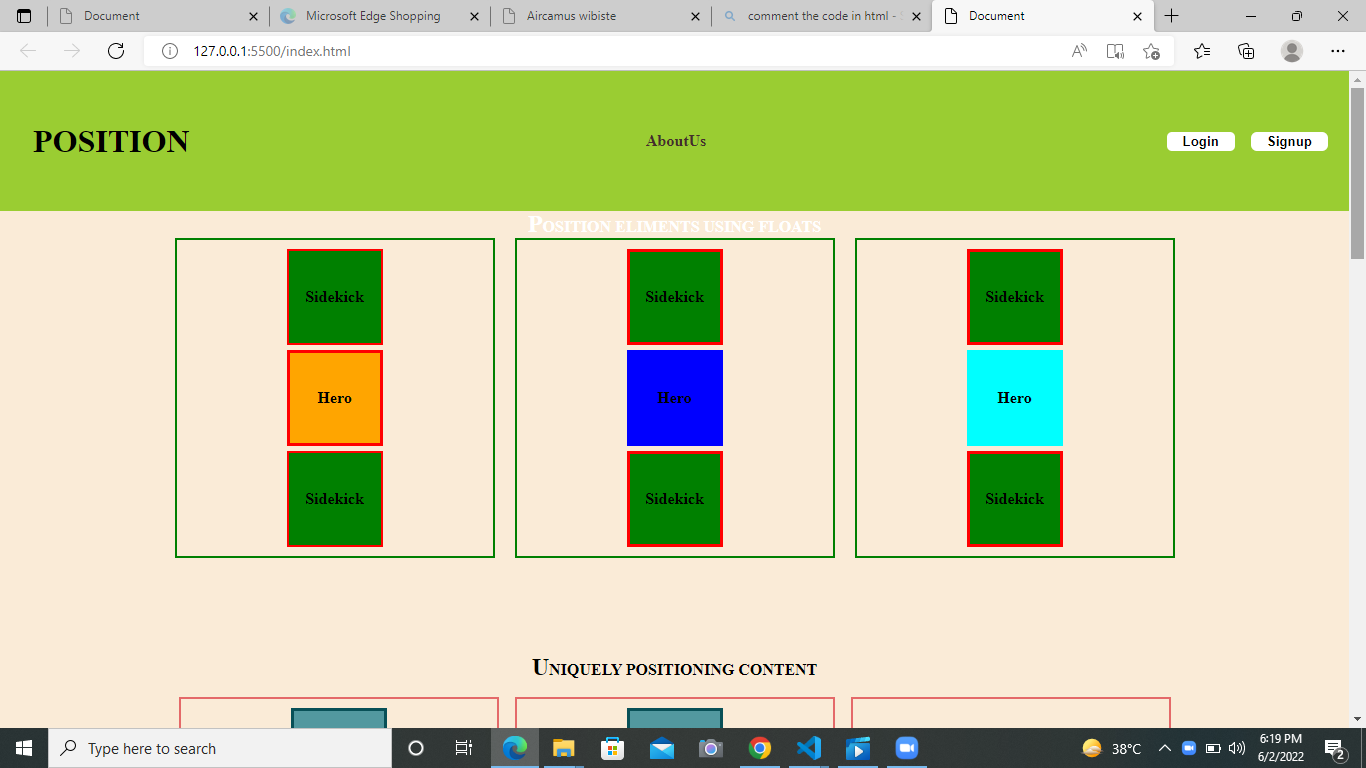 Document
Microsoft Edge Shopping
Aircamus wibiste
comment the code in html - S
Document
127.0.0.1:5500/index.html
POSITION
AboutUs
Login
Signup
POSITION ELIMENTS USING FLOATS
Sidekick
Sidekick
Sidekick
Hero
Hero
Hero
Sidekick
Sidekick
Sidekick
UNIQUELY POSITIONING CONTENT
Type here to search
38°C
6:19 PM
6/2/2022
2